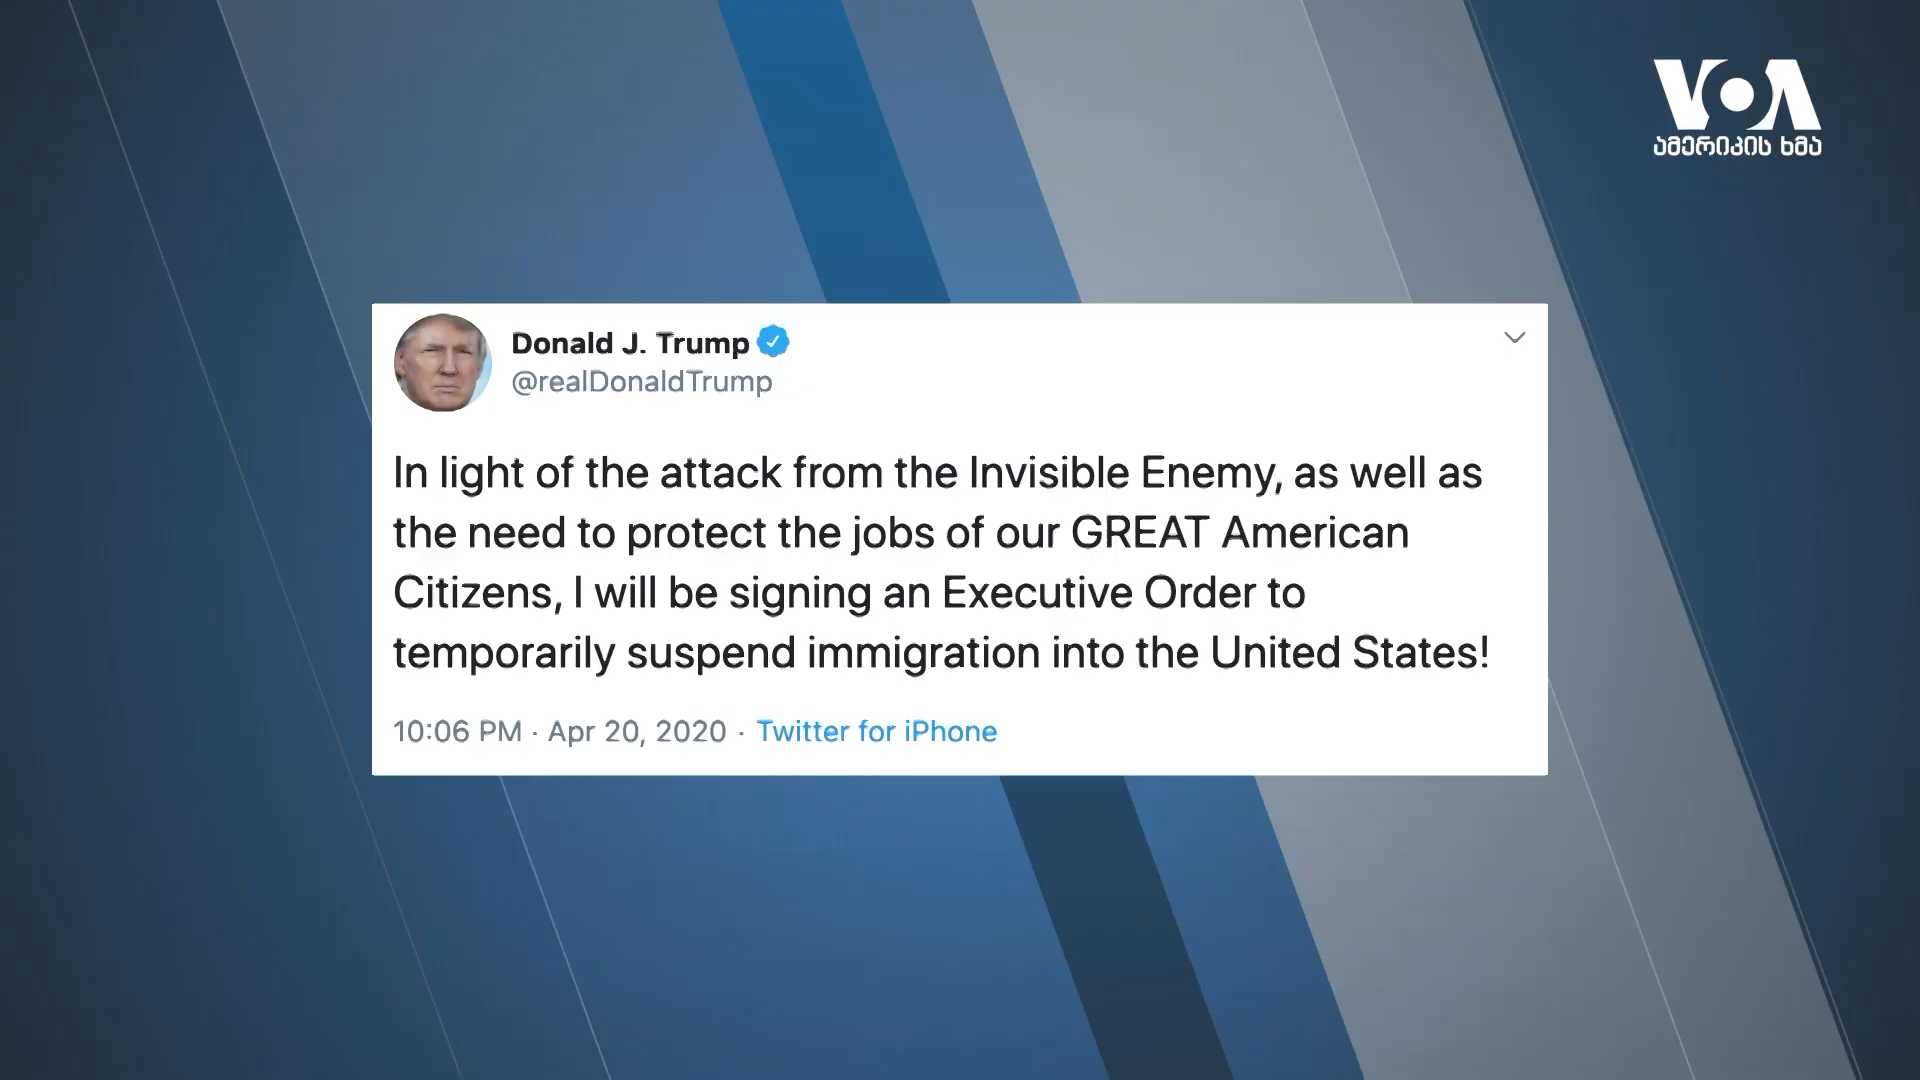 VOA
ამერიკის ხმა
Donald J. Trump
@realDonaldTrump
In light of the attack from the Invisible Enemy, as well as
the need to protect the jobs of our GREAT American
Citizens, I will be signing an Executive Order to
temporarily suspend immigration into the United States!
10:06 PM · Apr 20, 2020 · Twitter for iPhone